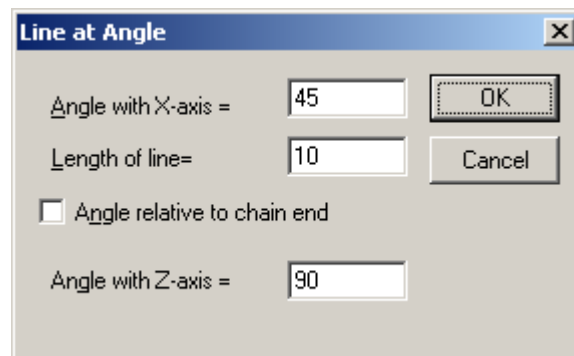 Line at Angle
Angle with X-axis = 45 OK
Length of line= 10 Cancel
Angle relative to chain end
Angle with Z-axis = 90